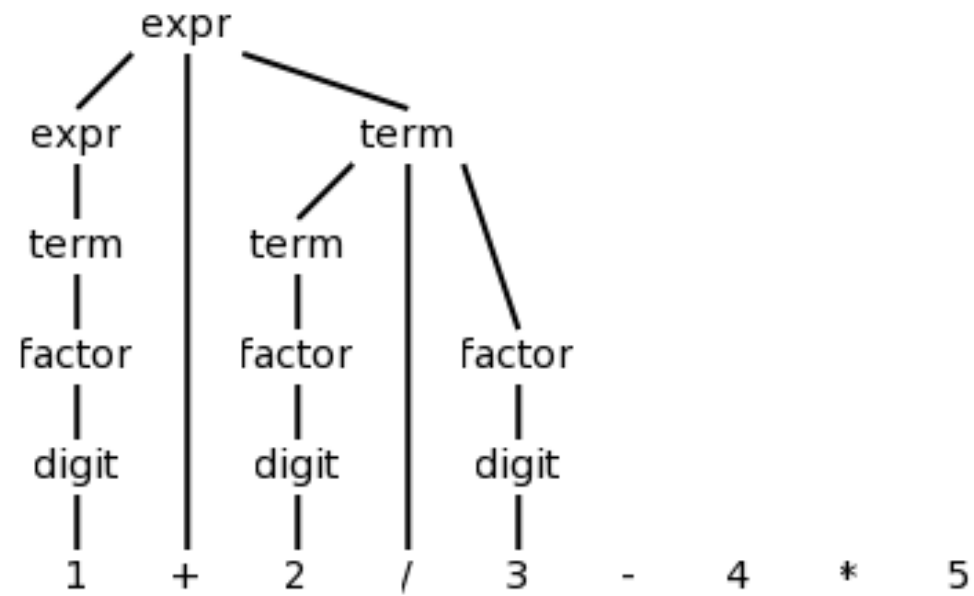 expr
expr term
term term
factor factor factor
digit digit digit
1 + 2 / 3 - 4 * 5